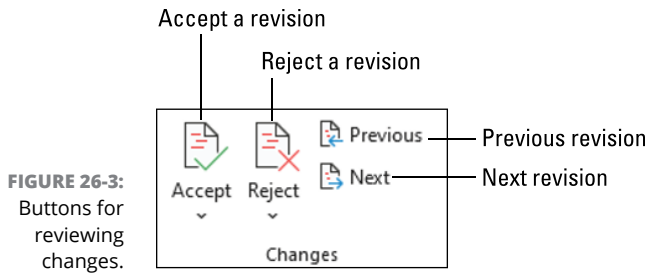 Accept a revision
Reject a revision
Previous
Previous revision
Next
Next revision
Accept
Reject
Changes
FIGURE 26-3:
Buttons for
reviewing
changes.